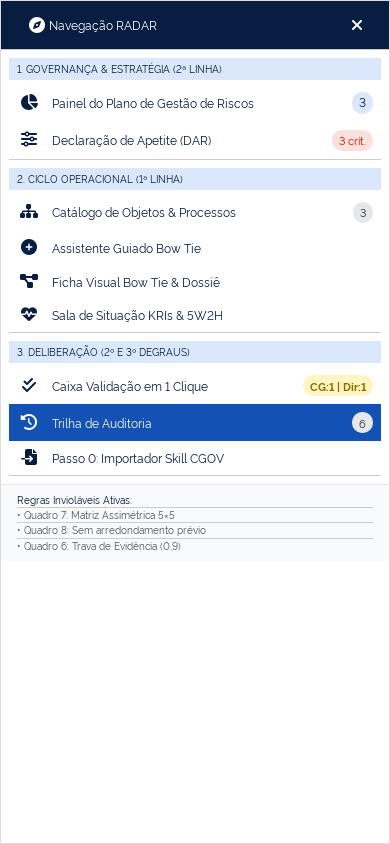 Navegação RADAR
1. GOVERNANÇA & ESTRATÉGIA (2ª LINHA)
Painel do Plano de Gestão de Riscos 3
Declaração de Apetite (DAR) 3 crit.
2. CICLO OPERACIONAL (1ª LINHA)
Catálogo de Objetos & Processos 3
Assistente Guiado Bow Tie
Ficha Visual Bow Tie & Dossiê
Sala de Situação KRIs & 5W2H
3. DELIBERAÇÃO (2º E 3º DEGRAUS)
Caixa Validação em 1 Clique CG:1 | Dir:1
Trilha de Auditoria 6
Passo 0: Importador Skill CGOV
Regras Invioláveis Ativas:
• Quadro 7: Matriz Assimétrica 5×5
• Quadro 8: Sem arredondamento prévio
• Quadro 6: Trava de Evidência (0,9)